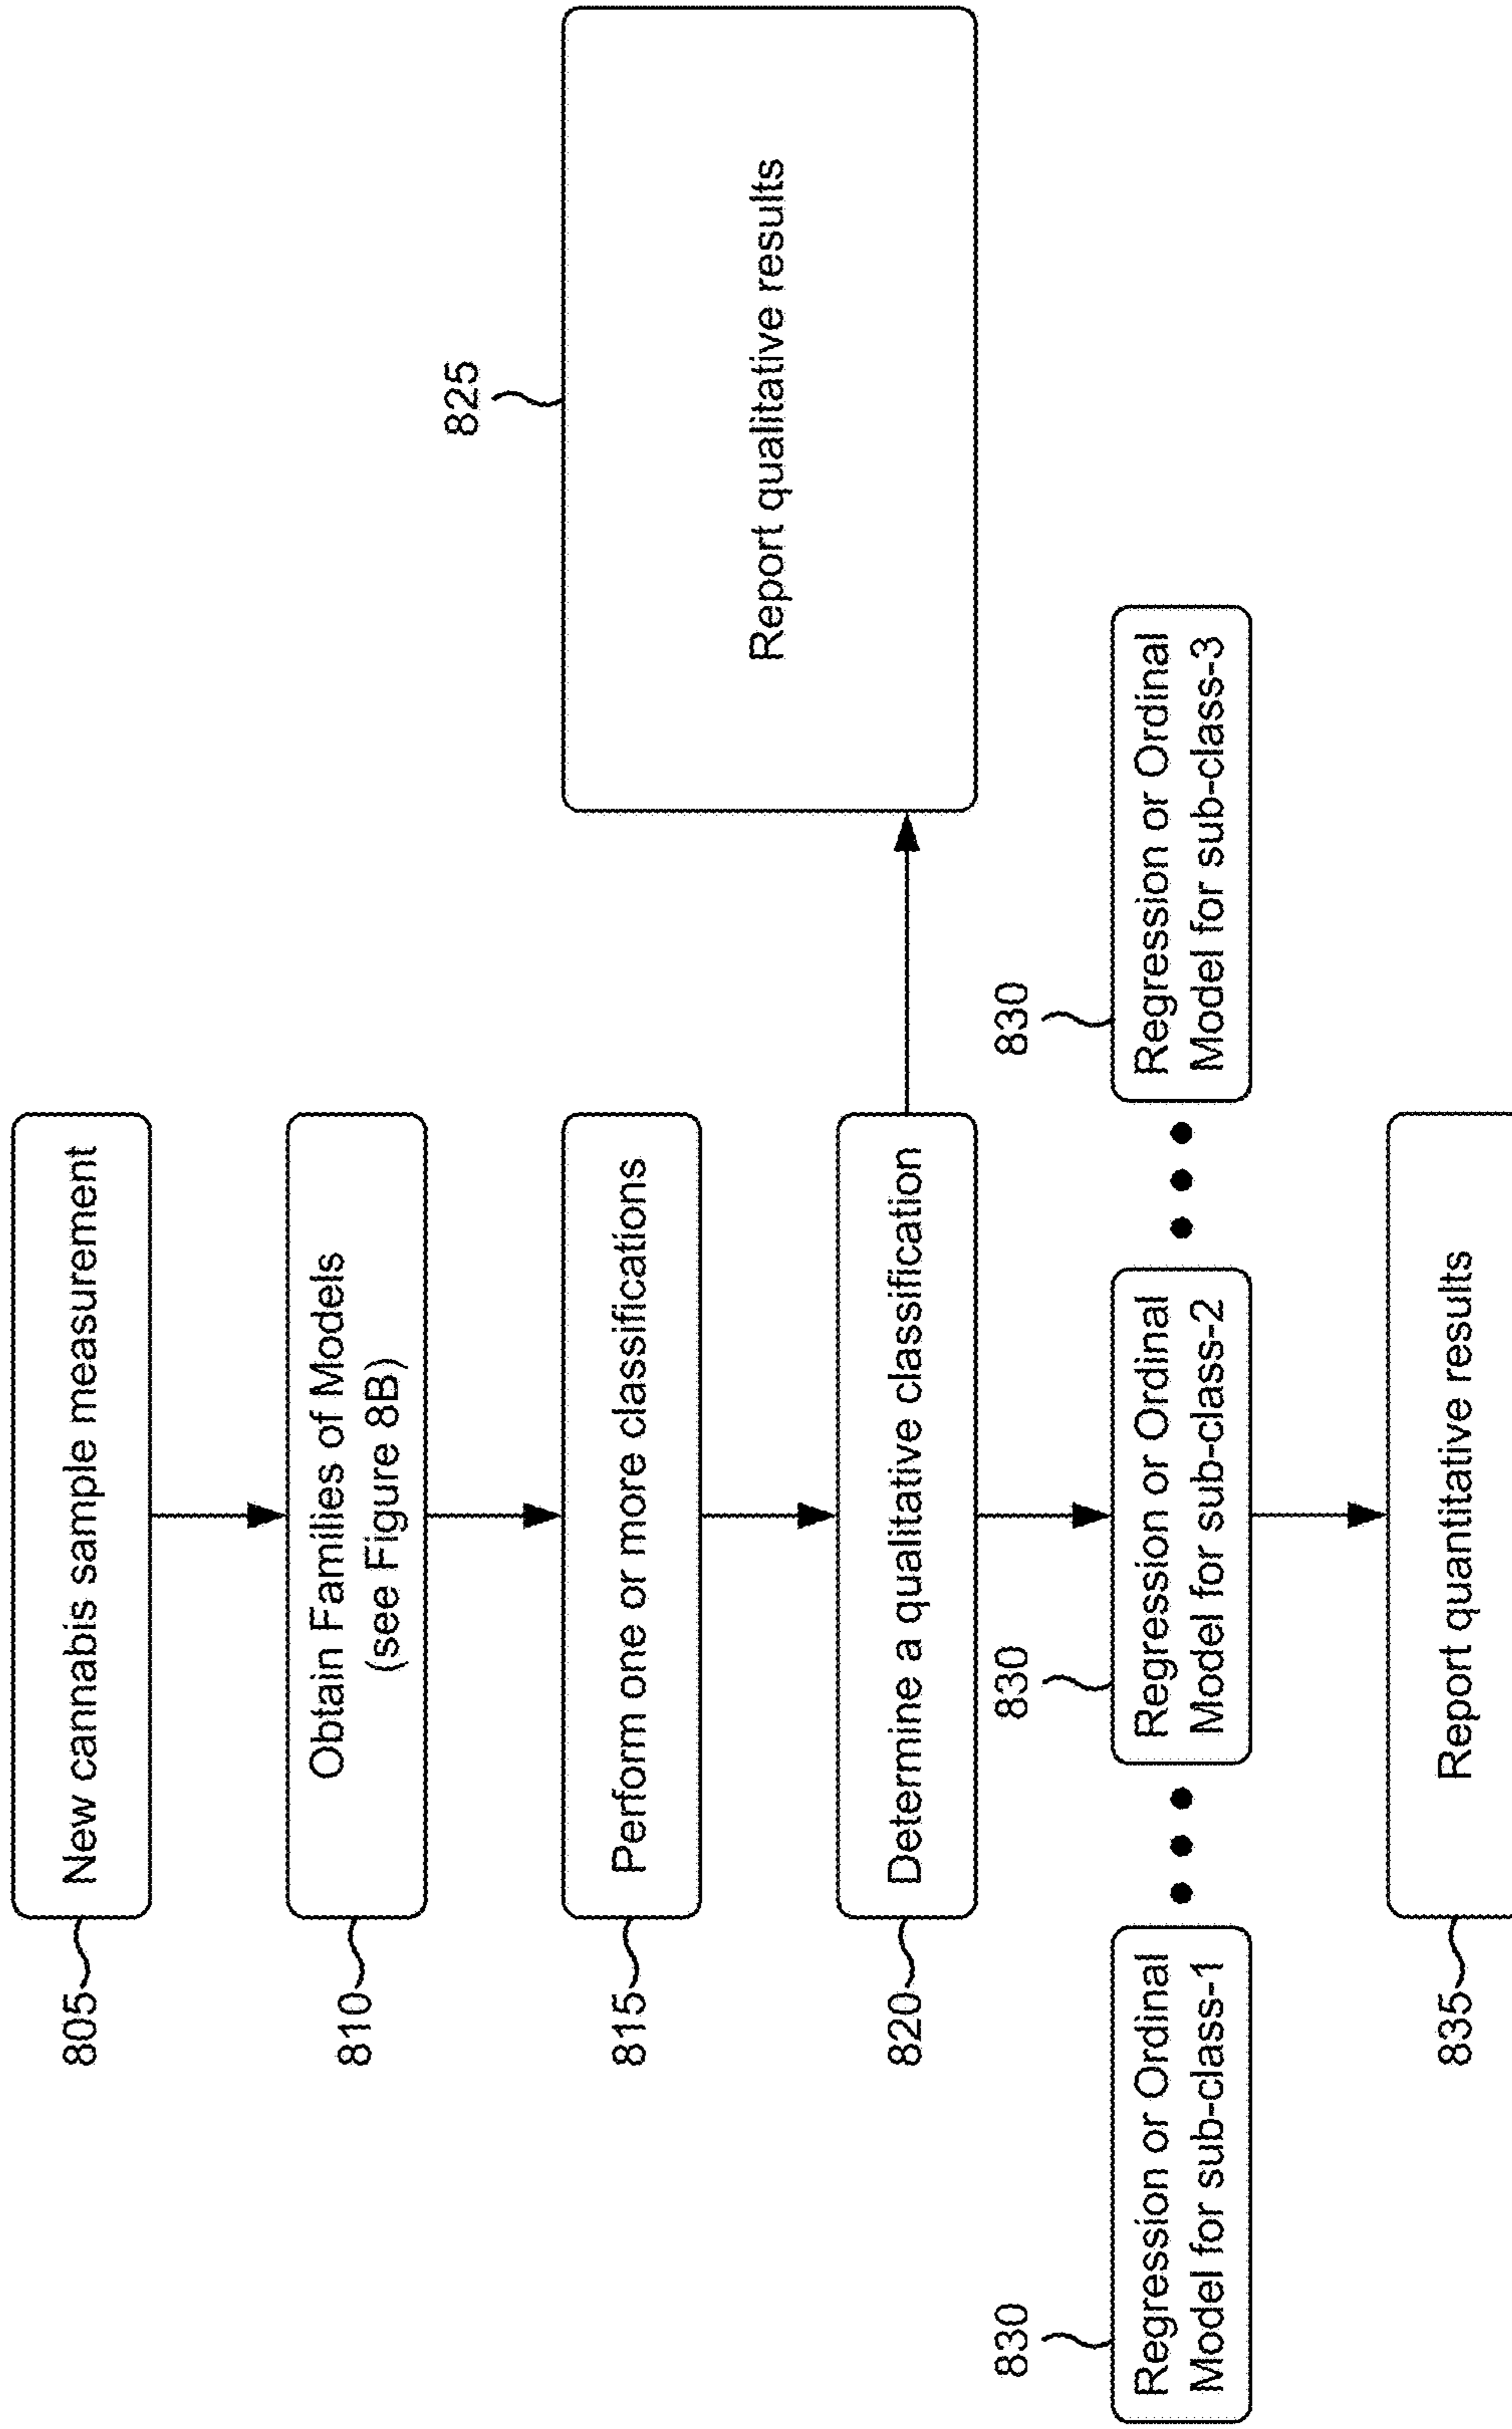 805
New cannabis sample measurement
810
Obtain Families of Models
(see Figure 8B)
815
Perform one or more classifications
820
Determine a qualitative classification
825
Report qualitative results
830
Regression or Ordinal
Model for sub-class-1
830
Regression or Ordinal
Model for sub-class-2
830
Regression or Ordinal
Model for sub-class-3
835
Report quantitative results